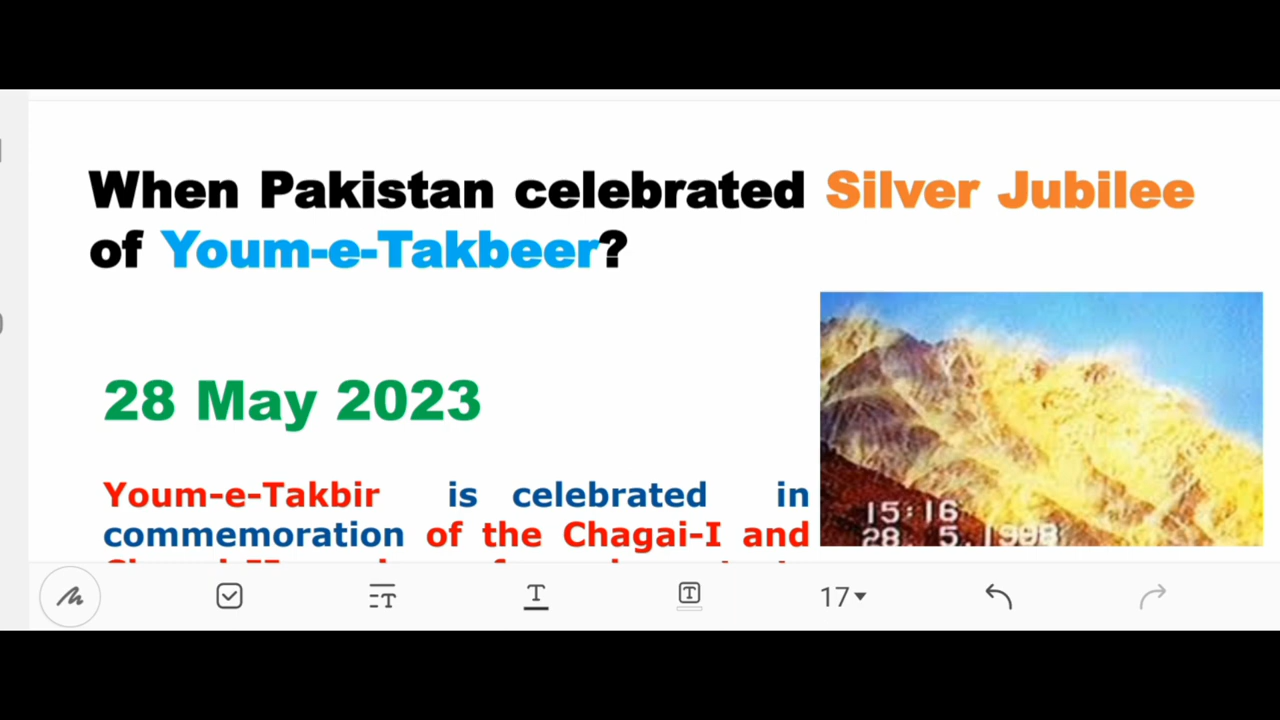 When Pakistan celebrated Silver Jubilee
of Youm-e-Takbeer?
28 May 2023
Youm-e-Takbir is celebrated in
commemoration of the Chagai-I and
15:16
28. 5.1998
17